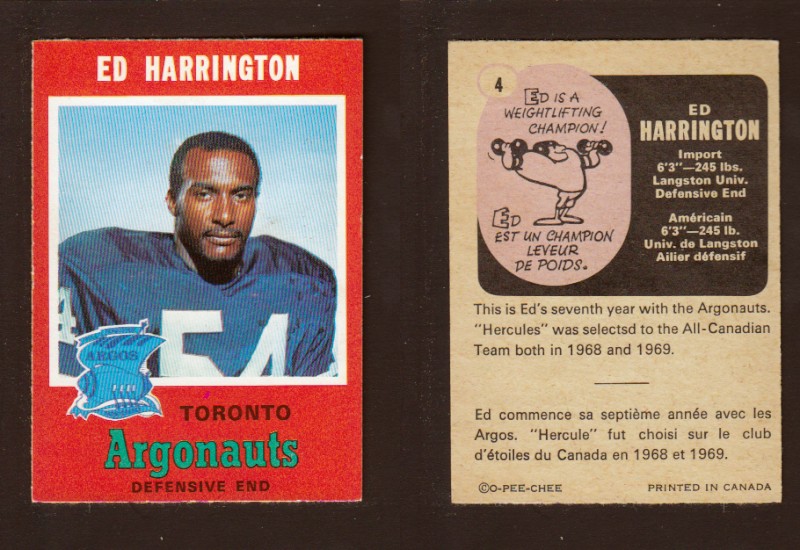 ED HARRINGTON
54
ARGOS
TORONTO
Argonauts
DEFENSIVE END
4
ED IS A
WEIGHTLIFTING
CHAMPION!
ED
EST UN CHAMPION
LEVEUR
DE POIDS.
ED
HARRINGTON
Import
6'3"—245 lbs.
Langston Univ.
Defensive End
Américain
6'3"—245 lb.
Univ. de Langston
Ailier défensif
This is Ed's seventh year with the Argonauts.
"Hercules" was selectsd to the All-Canadian
Team both in 1968 and 1969.
Ed commence sa septième année avec les
Argos. "Hercule" fut choisi sur le club
d'étoiles du Canada en 1968 et 1969.
©O-PEE-CHEE PRINTED IN CANADA